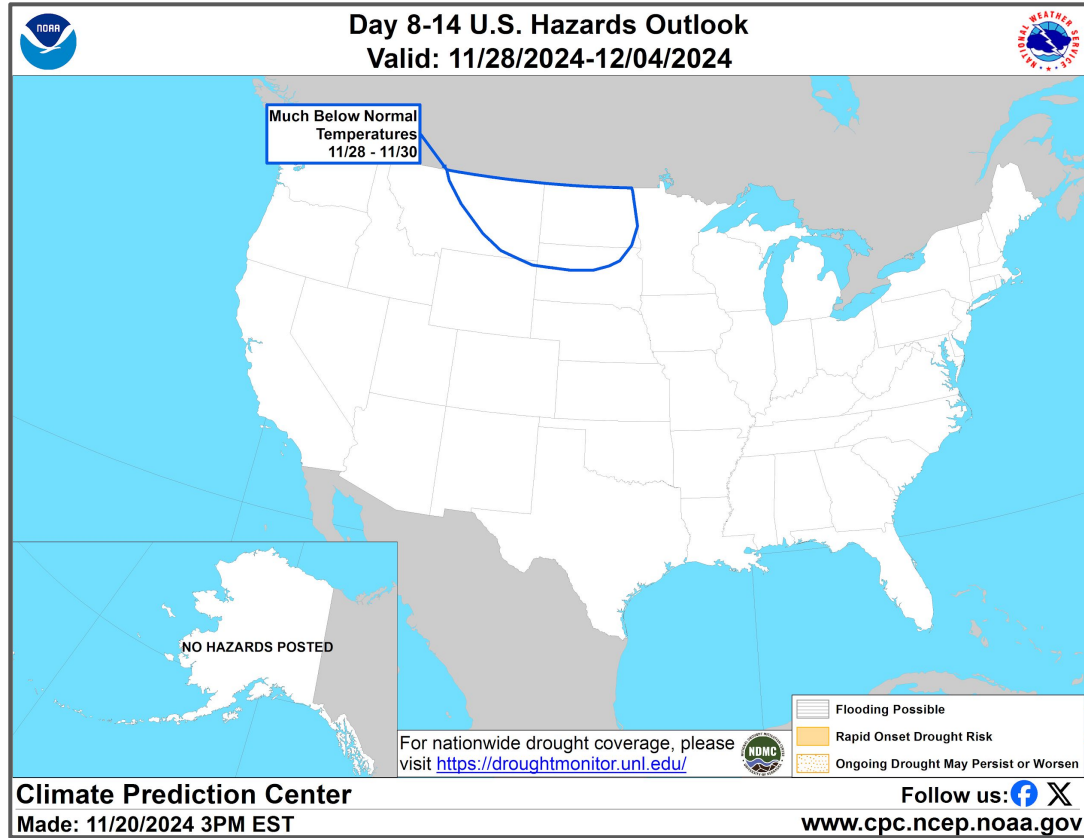 NOAA
Day 8-14 U.S. Hazards Outlook
Valid: 11/28/2024-12/04/2024
NATIONAL WEATHER SERVICE
Much Below Normal
Temperatures
11/28 - 11/30
NO HAZARDS POSTED
For nationwide drought coverage, please
visit https://droughtmonitor.unl.edu/
NDMC
Flooding Possible
Rapid Onset Drought Risk
Ongoing Drought May Persist or Worsen
Climate Prediction Center
Made: 11/20/2024 3PM EST
Follow us:
www.cpc.ncep.noaa.gov